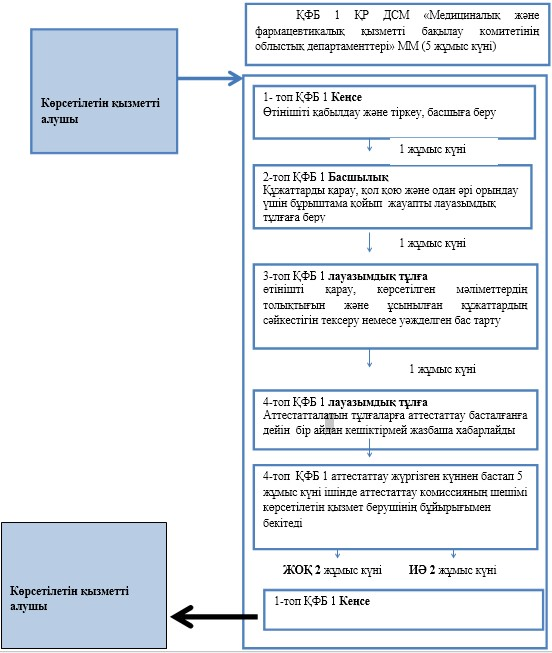 ҚФБ 1 ҚР ДСМ «Медициналық және
фармацевтикалық қызметті бақылау комитетінің
облыстық департаменттері» ММ (5 жұмыс күні)
Көрсетілетін қызметті
алушы
1- топ ҚФБ 1 Кеңсе
Өтінішті қабылдау және тіркеу, басшыға беру
1 жұмыс күні
2-топ ҚФБ 1 Басшылық
Құжаттарды қарау, қол қою және одан әрі орындау
үшін бұрыштама қойып жауапты лауазымдық
тұлғаға беру
1 жұмыс күні
3-топ ҚФБ 1 лауазымдық тұлға
өтінішті қарау, көрсетілген мәліметтердің
толықтығын және ұсынылған құжаттардың
сәйкестігін тексеру немесе уәжделген бас тарту
1 жұмыс күні
4-топ ҚФБ 1 лауазымдық тұлға
Аттестатталатын тұлғаларға аттестаттау басталғанға
дейін бір айдан кешіктірмей жазбаша хабарлайды
4-топ ҚФБ 1 аттестаттау жүргізген күннен бастап 5
жұмыс күні ішінде аттестаттау комиссияның шешімі
көрсетілетін қызмет берушінің бұйырығымен
бекітеді
ЖОҚ 2 жұмыс күні ИӘ 2 жұмыс күні
1-топ ҚФБ 1 Кеңсе
Көрсетілетін қызметті
алушы